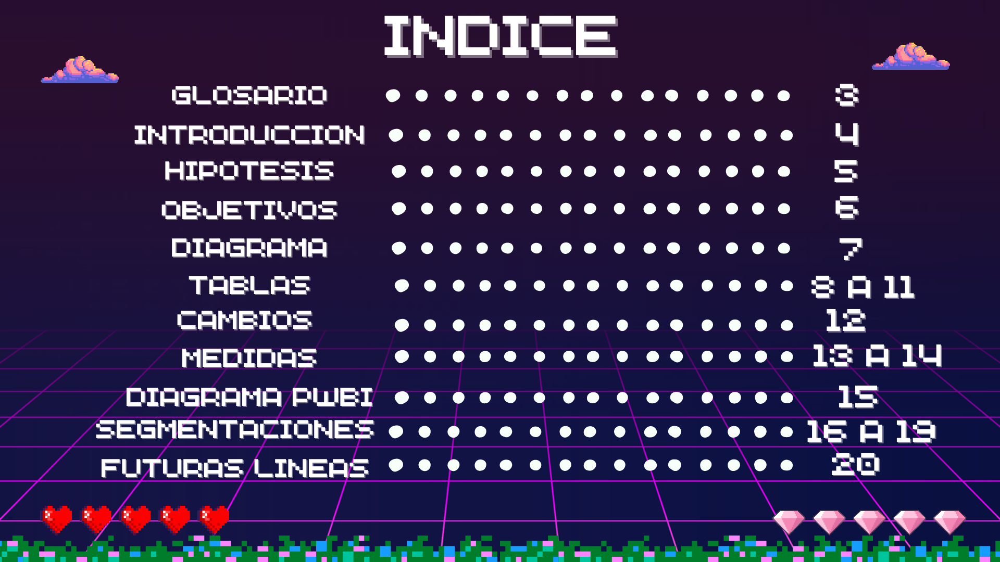 INDICE
GLOSARIO 3
INTRODUCCION 4
HIPOTESIS 5
OBJETIVOS 6
DIAGRAMA 7
TABLAS 8 A 11
CAMBIOS 12
MEDIDAS 13 A 14
DIAGRAMA PWBI 15
SEGMENTACIONES 16 A 19
FUTURAS LINEAS 20